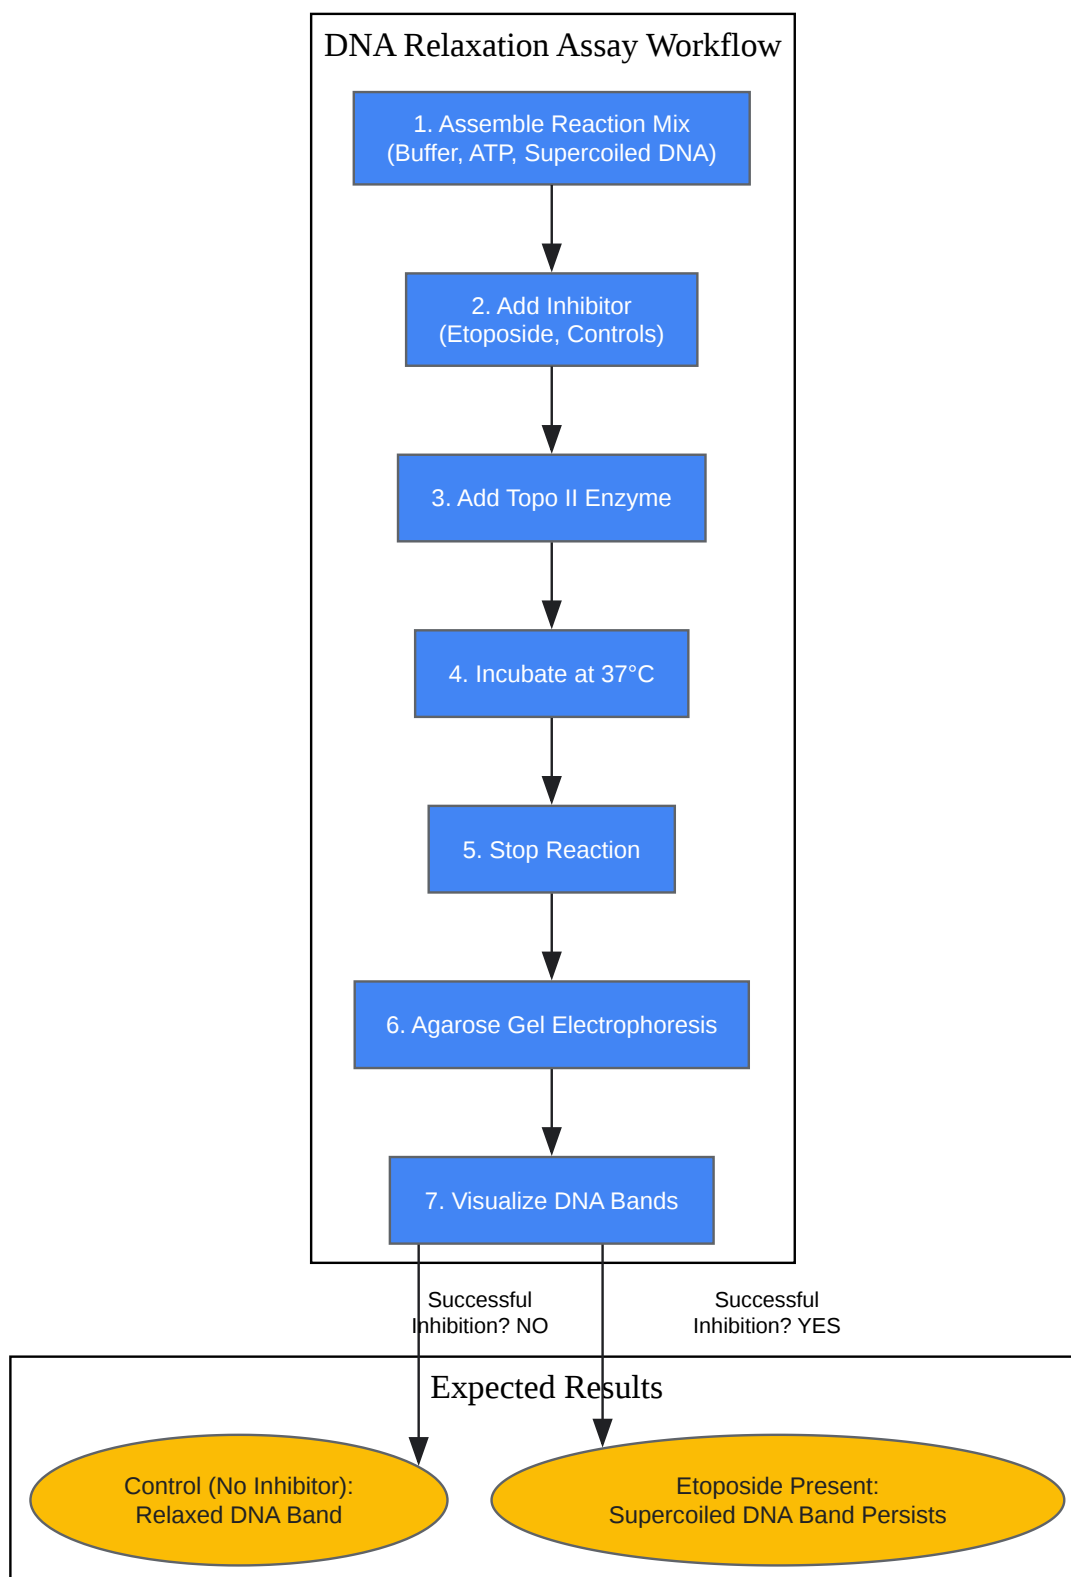 DNA Relaxation Assay Workflow
1. Assemble Reaction Mix
(Buffer, ATP, Supercoiled DNA)
2. Add Inhibitor
(Etoposide, Controls)
3. Add Topo II Enzyme
4. Incubate at 37°C
5. Stop Reaction
6. Agarose Gel Electrophoresis
7. Visualize DNA Bands
Successful
Inhibition? NO
Successful
Inhibition? YES
Expected Results
Control (No Inhibitor):
Relaxed DNA Band
Etoposide Present:
Supercoiled DNA Band Persists